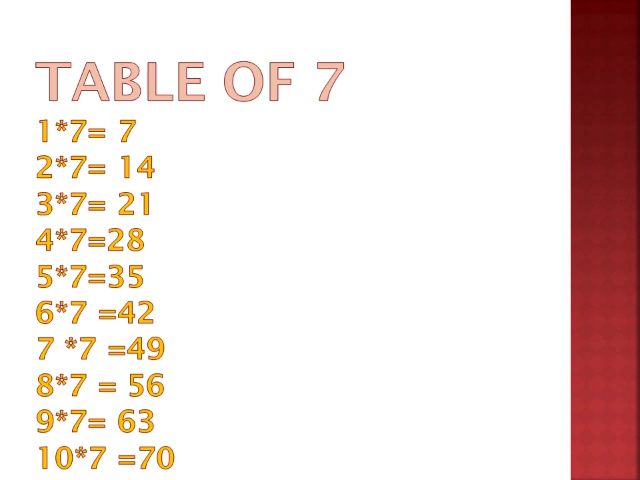 TABLE OF 7
1*7= 7
2*7= 14
3*7= 21
4*7=28
5*7=35
6*7 =42
7 *7 =49
8*7 = 56
9*7= 63
10*7 =70